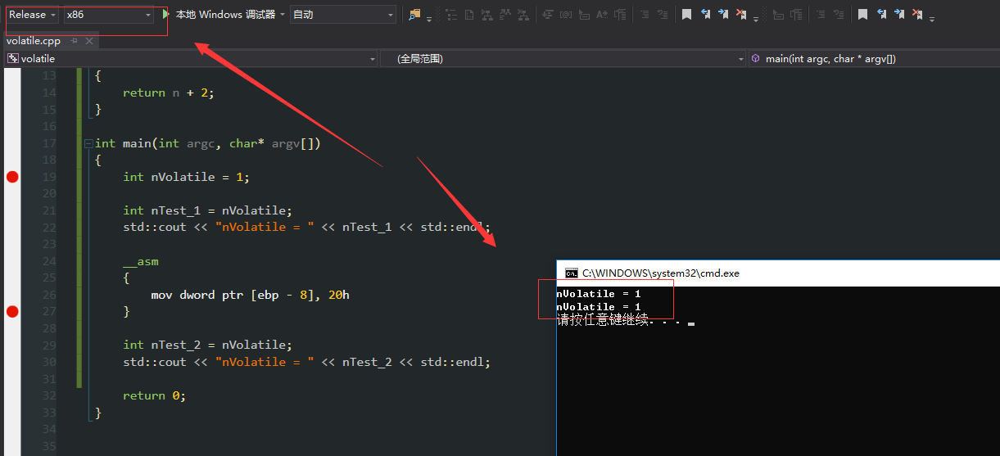 Release x86 本地 Windows 调试器 自动
volatile.cpp
volatile (全局范围) main(int argc, char * argv[])
13 {
14 return n + 2;
15 }
16
17 int main(int argc, char* argv[])
18 {
19 int nVolatile = 1;
20
21 int nTest_1 = nVolatile;
22 std::cout << "nVolatile = " << nTest_1 << std::endl;
23
24 __asm
25 {
26 mov dword ptr [ebp - 8], 20h
27 }
28
29 int nTest_2 = nVolatile;
30 std::cout << "nVolatile = " << nTest_2 << std::endl;
31
32 return 0;
33 }
34
35
C:\WINDOWS\system32\cmd.exe
nVolatile = 1
nVolatile = 1
请按任意键继续. . .